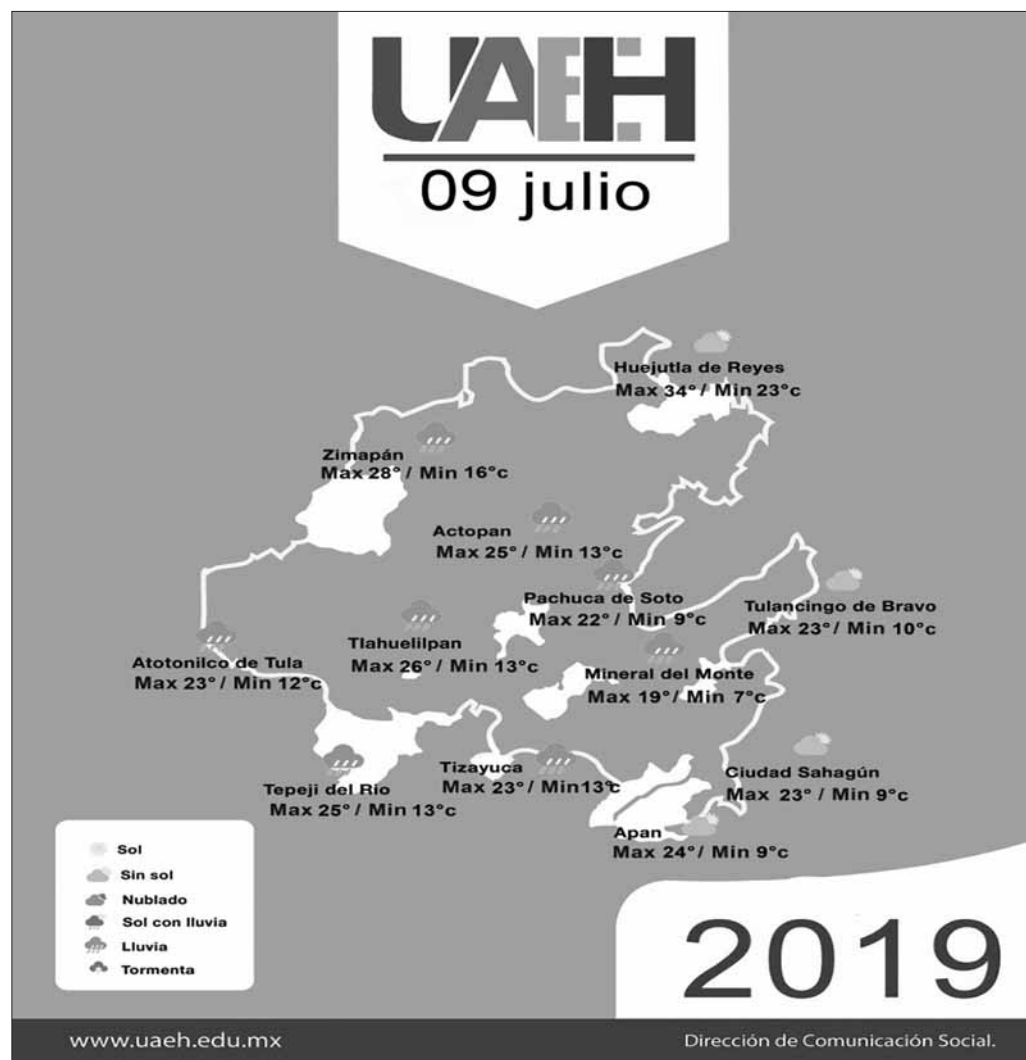 UAEH
09 julio
Huejutla de Reyes
Max 34° / Min 23°c
Zimapán
Max 28° / Min 16°c
Actopan
Max 25° / Min 13°c
Pachuca de Soto
Max 22° / Min 9°c
Tulancingo de Bravo
Max 23° / Min 10°c
Tlahuelilpan
Max 26° / Min 13°c
Atotonilco de Tula
Max 23° / Min 12°c
Mineral del Monte
Max 19° / Min 7°c
Tepeji del Río
Max 25° / Min 13°c
Tizayuca
Max 23° / Min13°c
Ciudad Sahagún
Max 23° / Min 9°c
Apan
Max 24° / Min 9°c
Sol
Sin sol
Nublado
Sol con lluvia
Lluvia
Tormenta
2019
www.uaeh.edu.mx
Dirección de Comunicación Social.